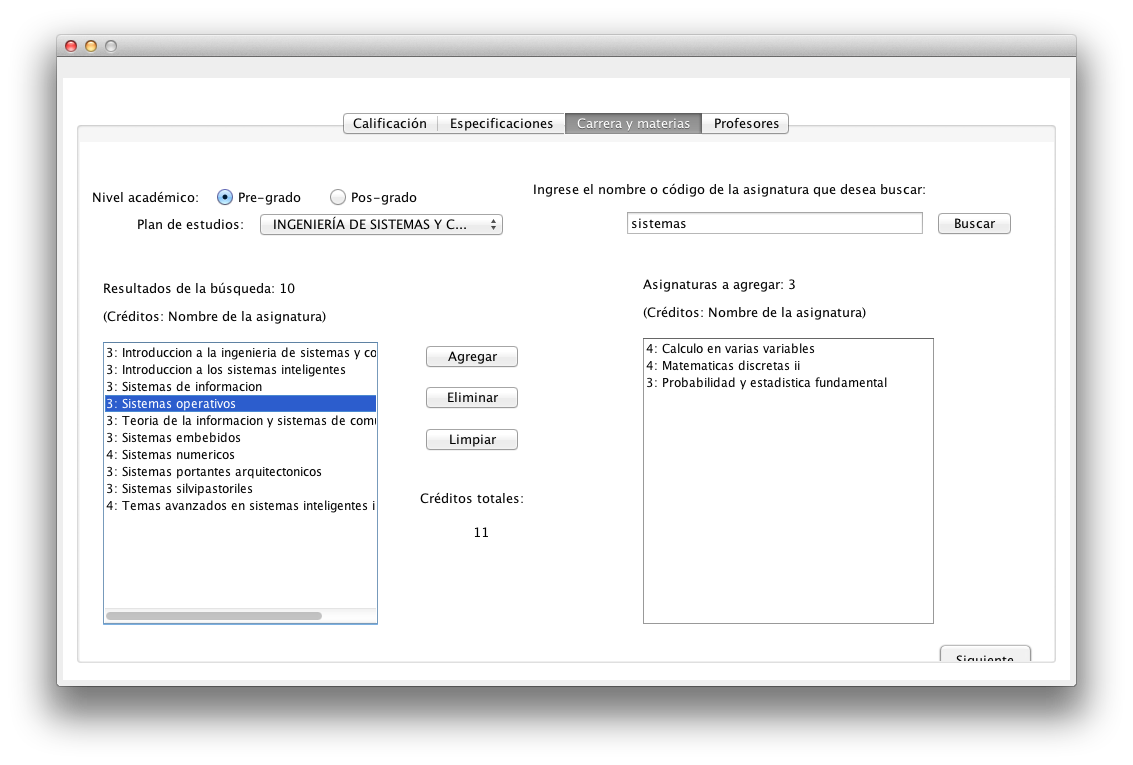 Calificación Especificaciones Carrera y materias Profesores
Nivel académico: Pre-grado Pos-grado
Plan de estudios: INGENIERÍA DE SISTEMAS Y C...
Ingrese el nombre o código de la asignatura que desea buscar:
sistemas Buscar
Resultados de la búsqueda: 10
(Créditos: Nombre de la asignatura)
3: Introduccion a la ingenieria de sistemas y co
3: Introduccion a los sistemas inteligentes
3: Sistemas de informacion
3: Sistemas operativos
3: Teoria de la informacion y sistemas de com
3: Sistemas embebidos
4: Sistemas numericos
3: Sistemas portantes arquitectonicos
3: Sistemas silvipastoriles
4: Temas avanzados en sistemas inteligentes i
Agregar
Eliminar
Limpiar
Créditos totales:
11
Asignaturas a agregar: 3
(Créditos: Nombre de la asignatura)
4: Calculo en varias variables
4: Matematicas discretas ii
3: Probabilidad y estadistica fundamental
Siguiente